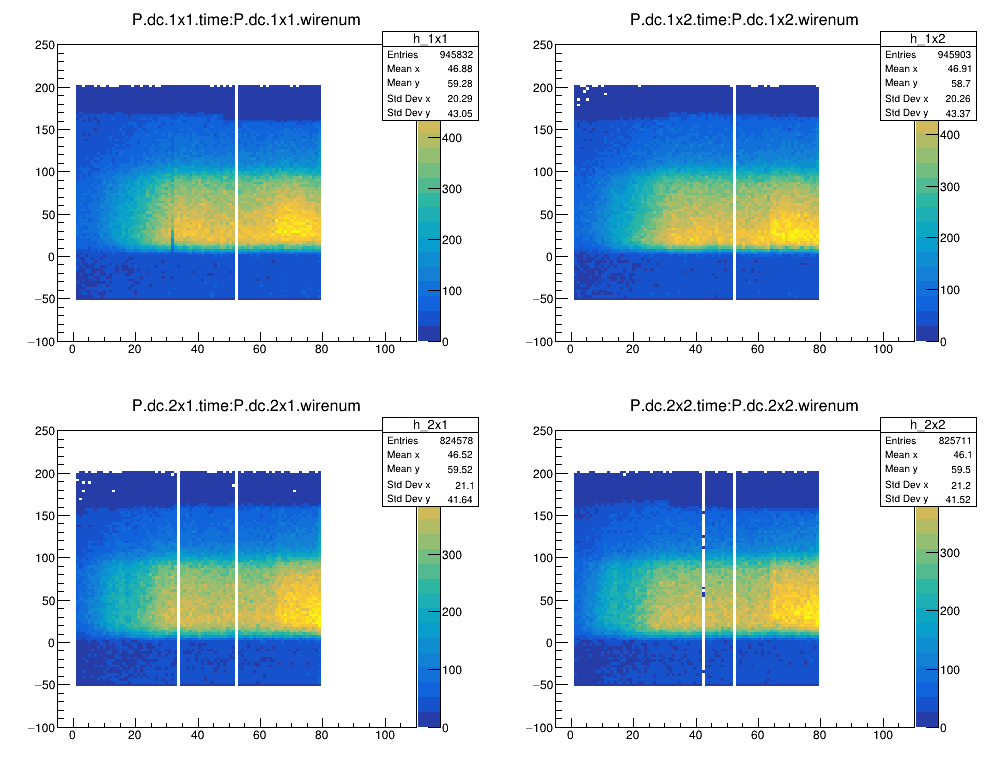 P.dc.1x1.time:P.dc.1x1.wirenum
h_1x1
Entries 945832
Mean x 46.88
Mean y 59.28
Std Dev x 20.29
Std Dev y 43.05
250
200
150
100
50
0
−50
−100
0 20 40 60 80 100
400
300
200
100
0
P.dc.1x2.time:P.dc.1x2.wirenum
h_1x2
Entries 945903
Mean x 46.91
Mean y 58.7
Std Dev x 20.26
Std Dev y 43.37
250
200
150
100
50
0
−50
−100
0 20 40 60 80 100
400
300
200
100
0
P.dc.2x1.time:P.dc.2x1.wirenum
h_2x1
Entries 824578
Mean x 46.52
Mean y 59.52
Std Dev x 21.1
Std Dev y 41.64
250
200
150
100
50
0
−50
−100
0 20 40 60 80 100
300
200
100
0
P.dc.2x2.time:P.dc.2x2.wirenum
h_2x2
Entries 825711
Mean x 46.1
Mean y 59.5
Std Dev x 21.2
Std Dev y 41.52
250
200
150
100
50
0
−50
−100
0 20 40 60 80 100
300
200
100
0